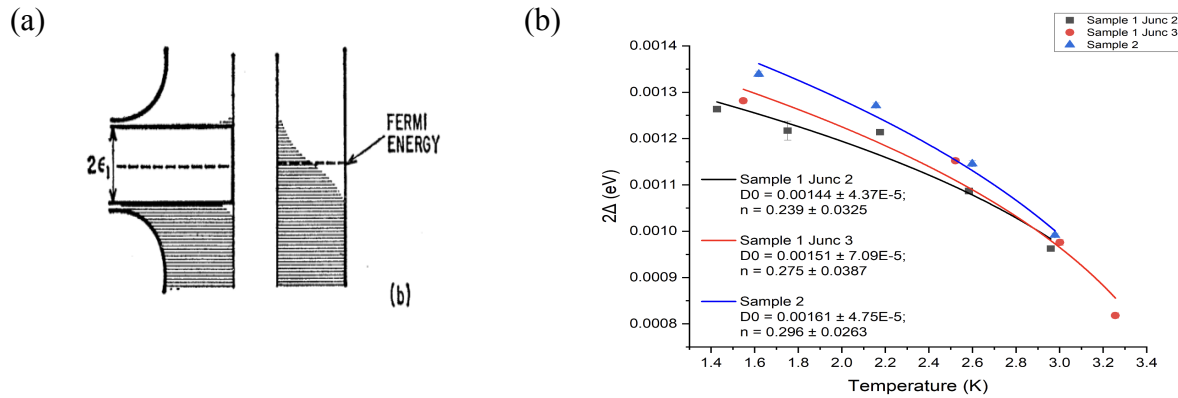 (a)
2ϵ₁
FERMI
ENERGY
(b)
(b)
Sample 1 Junc 2
Sample 1 Junc 3
Sample 2
2Δ (eV)
0.0014
0.0013
0.0012
0.0011
0.0010
0.0009
0.0008
Sample 1 Junc 2
D0 = 0.00144 ± 4.37E-5;
n = 0.239 ± 0.0325
Sample 1 Junc 3
D0 = 0.00151 ± 7.09E-5;
n = 0.275 ± 0.0387
Sample 2
D0 = 0.00161 ± 4.75E-5;
n = 0.296 ± 0.0263
1.4 1.6 1.8 2.0 2.2 2.4 2.6 2.8 3.0 3.2 3.4
Temperature (K)